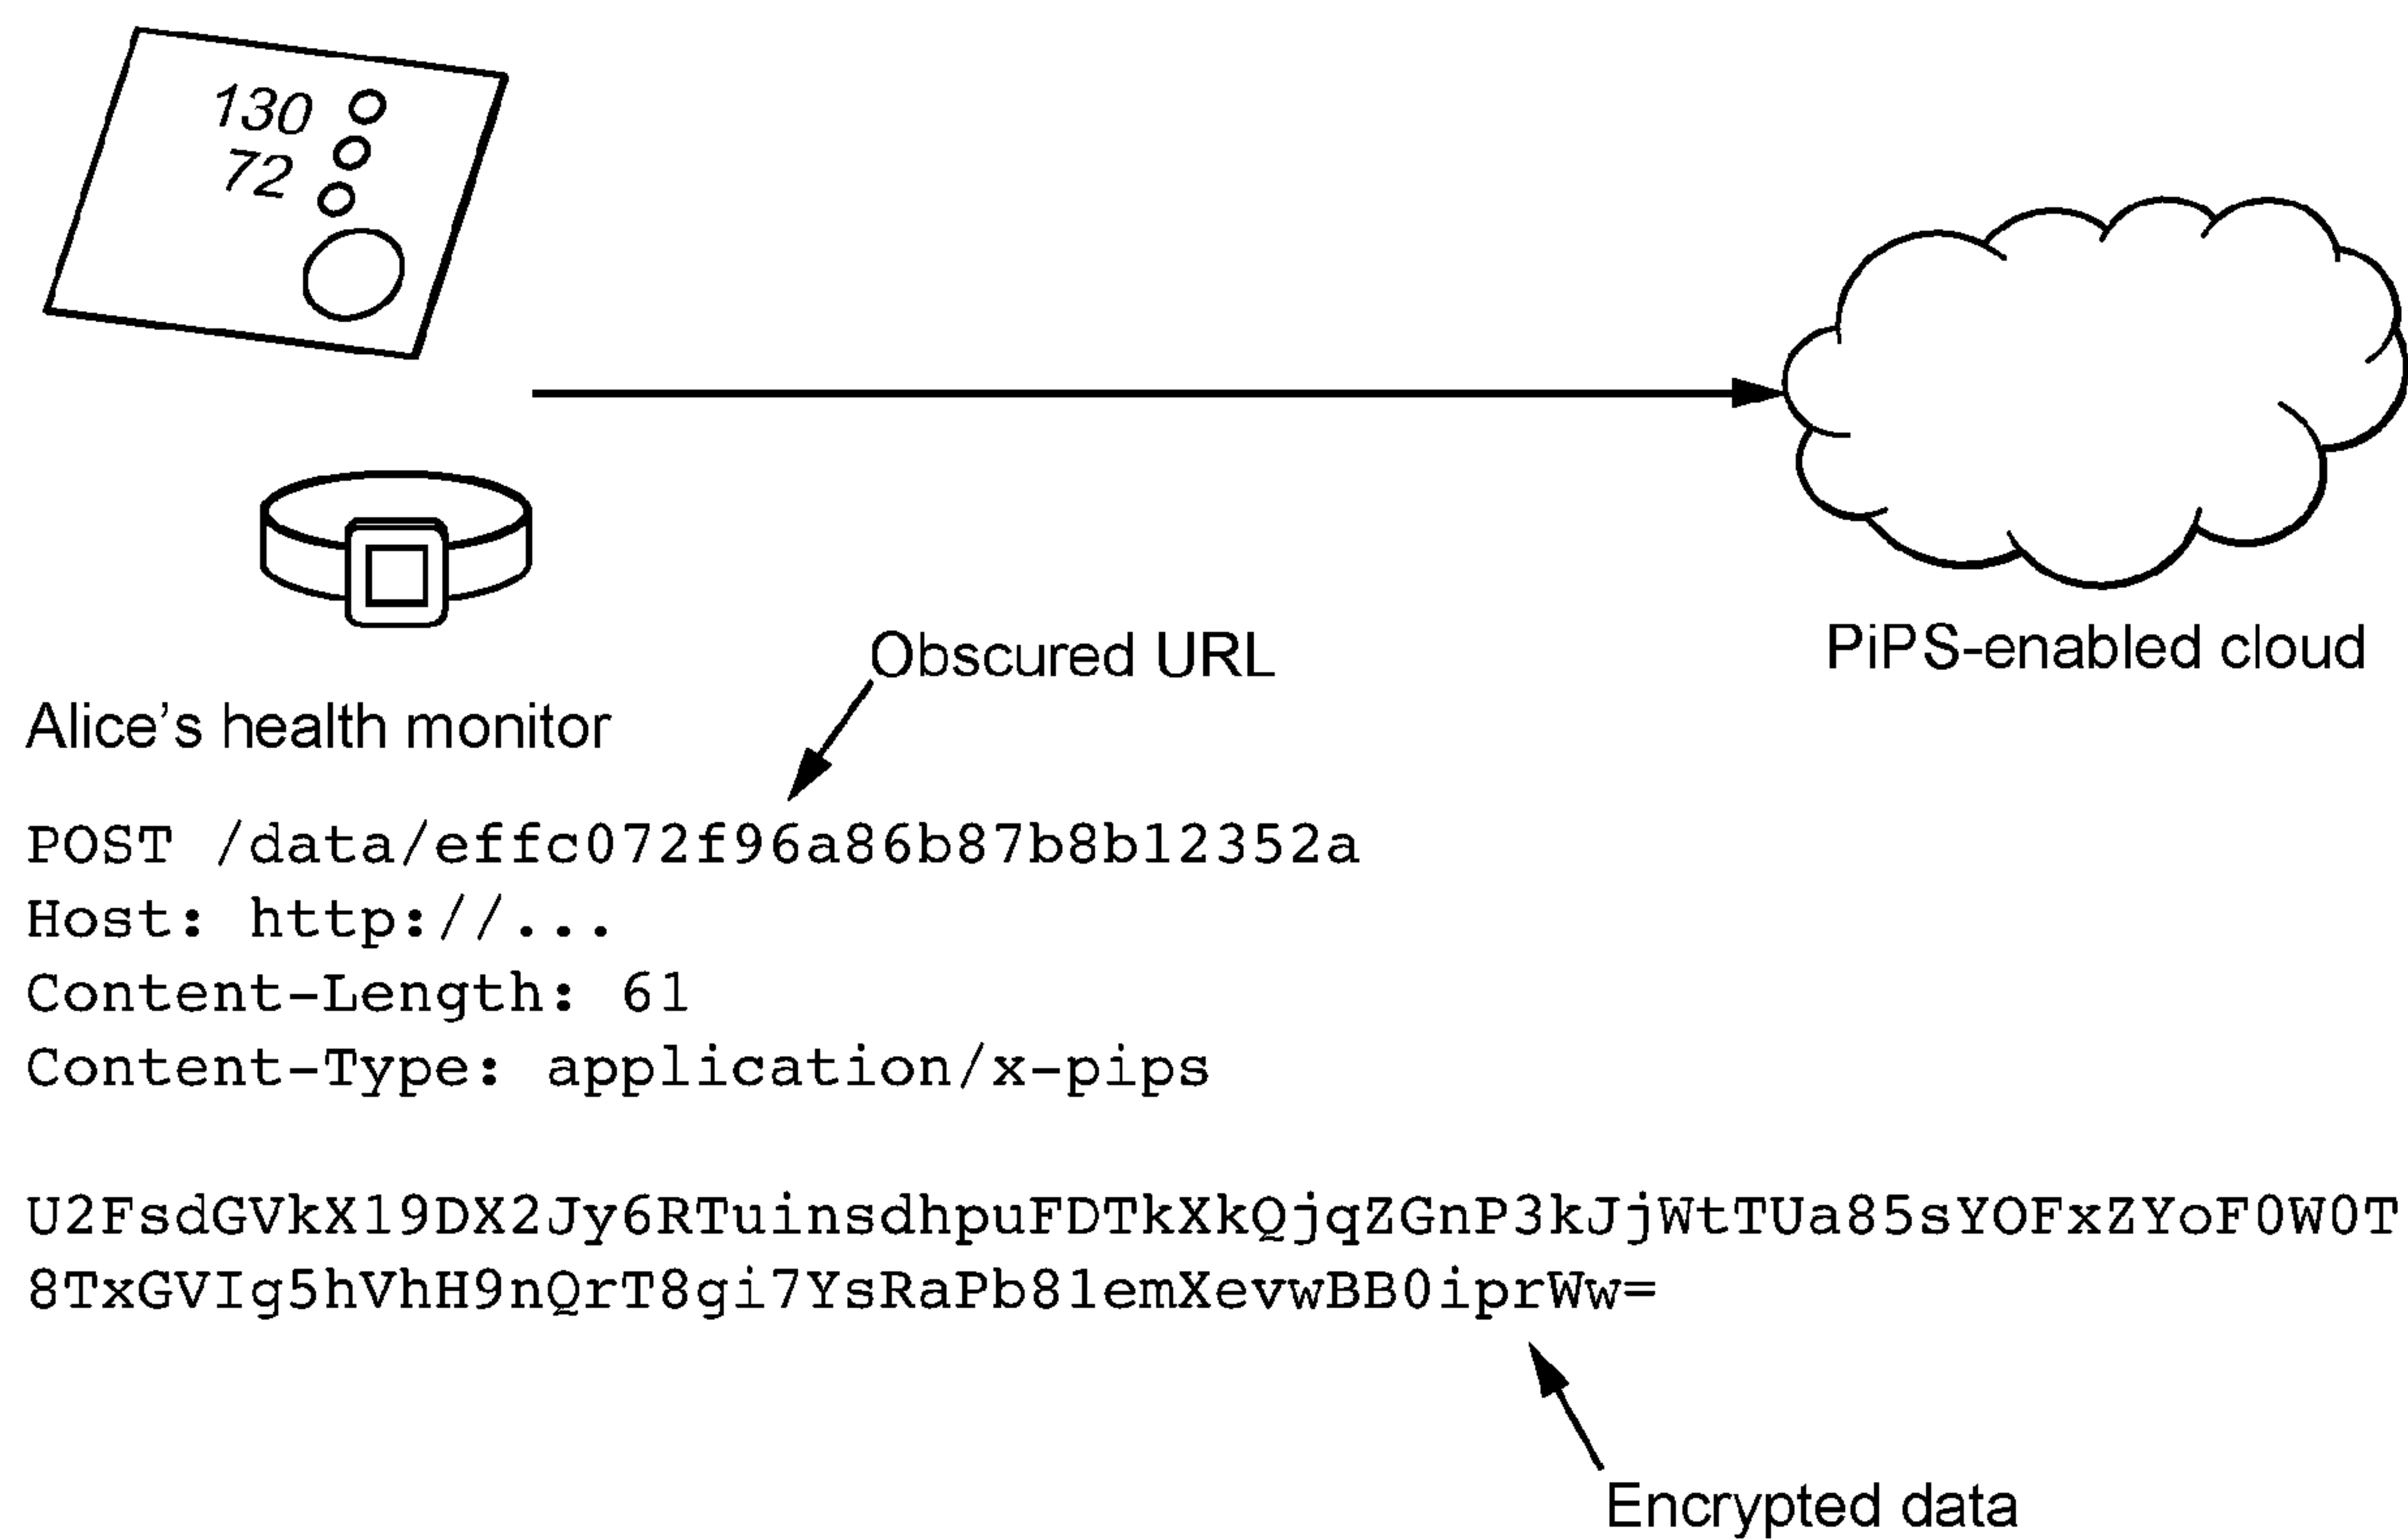 130
72
PiPS-enabled cloud
Obscured URL
Alice's health monitor
POST /data/effc072f96a86b87b8b12352a
Host: http://...
Content-Length: 61
Content-Type: application/x-pips
U2FsdGVkX19DX2Jy6RTuinsdhpuFDTkXkQjqZGnP3kJjWtTUa85sYOFxZYoF0W0T
8TxGVIg5hVhH9nQrT8gi7YsRaPb81emXevwBB0iprWw=
Encrypted data